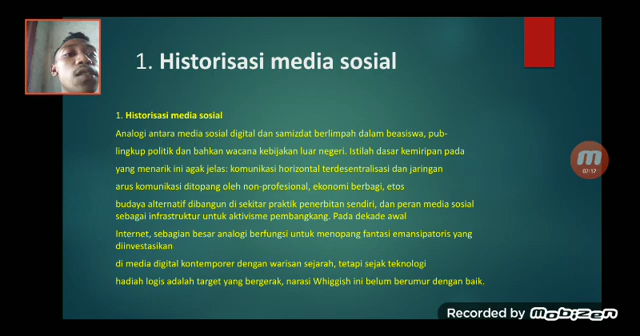 1. Historisasi media sosial
1. Historisasi media sosial
Analogi antara media sosial digital dan samizdat berlimpah dalam beasiswa, pub-
lingkup politik dan bahkan wacana kebijakan luar negeri. Istilah dasar kemiripan pada
yang menarik ini agak jelas: komunikasi horizontal terdesentralisasi dan jaringan
arus komunikasi ditopang oleh non-profesional, ekonomi berbagi, etos
budaya alternatif dibangun di sekitar praktik penerbitan sendiri, dan peran media sosial
sebagai infrastruktur untuk aktivisme pembangkang. Pada dekade awal
Internet, sebagian besar analogi berfungsi untuk menopang fantasi emansipatoris yang
diinvestasikan
di media digital kontemporer dengan warisan sejarah, tetapi sejak teknologi
hadiah logis adalah target yang bergerak, narasi Whiggish ini belum berumur dengan baik.
07:17
Recorded by Mobizen